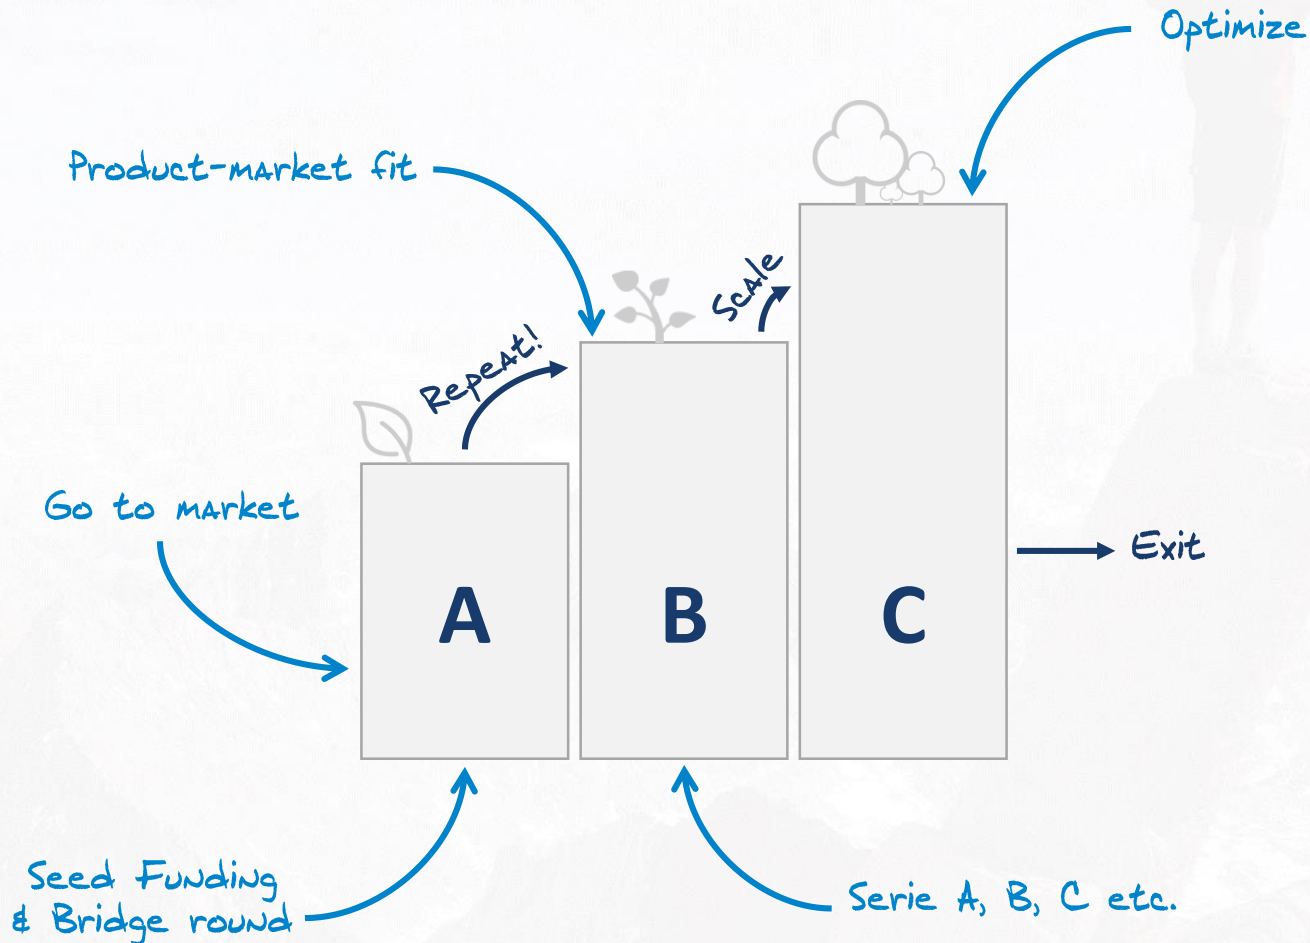 Optimize
Product-market fit
Scale
Repeat!
Go to market
Exit
A
B
C
Seed Funding
& Bridge round
Serie A, B, C etc.